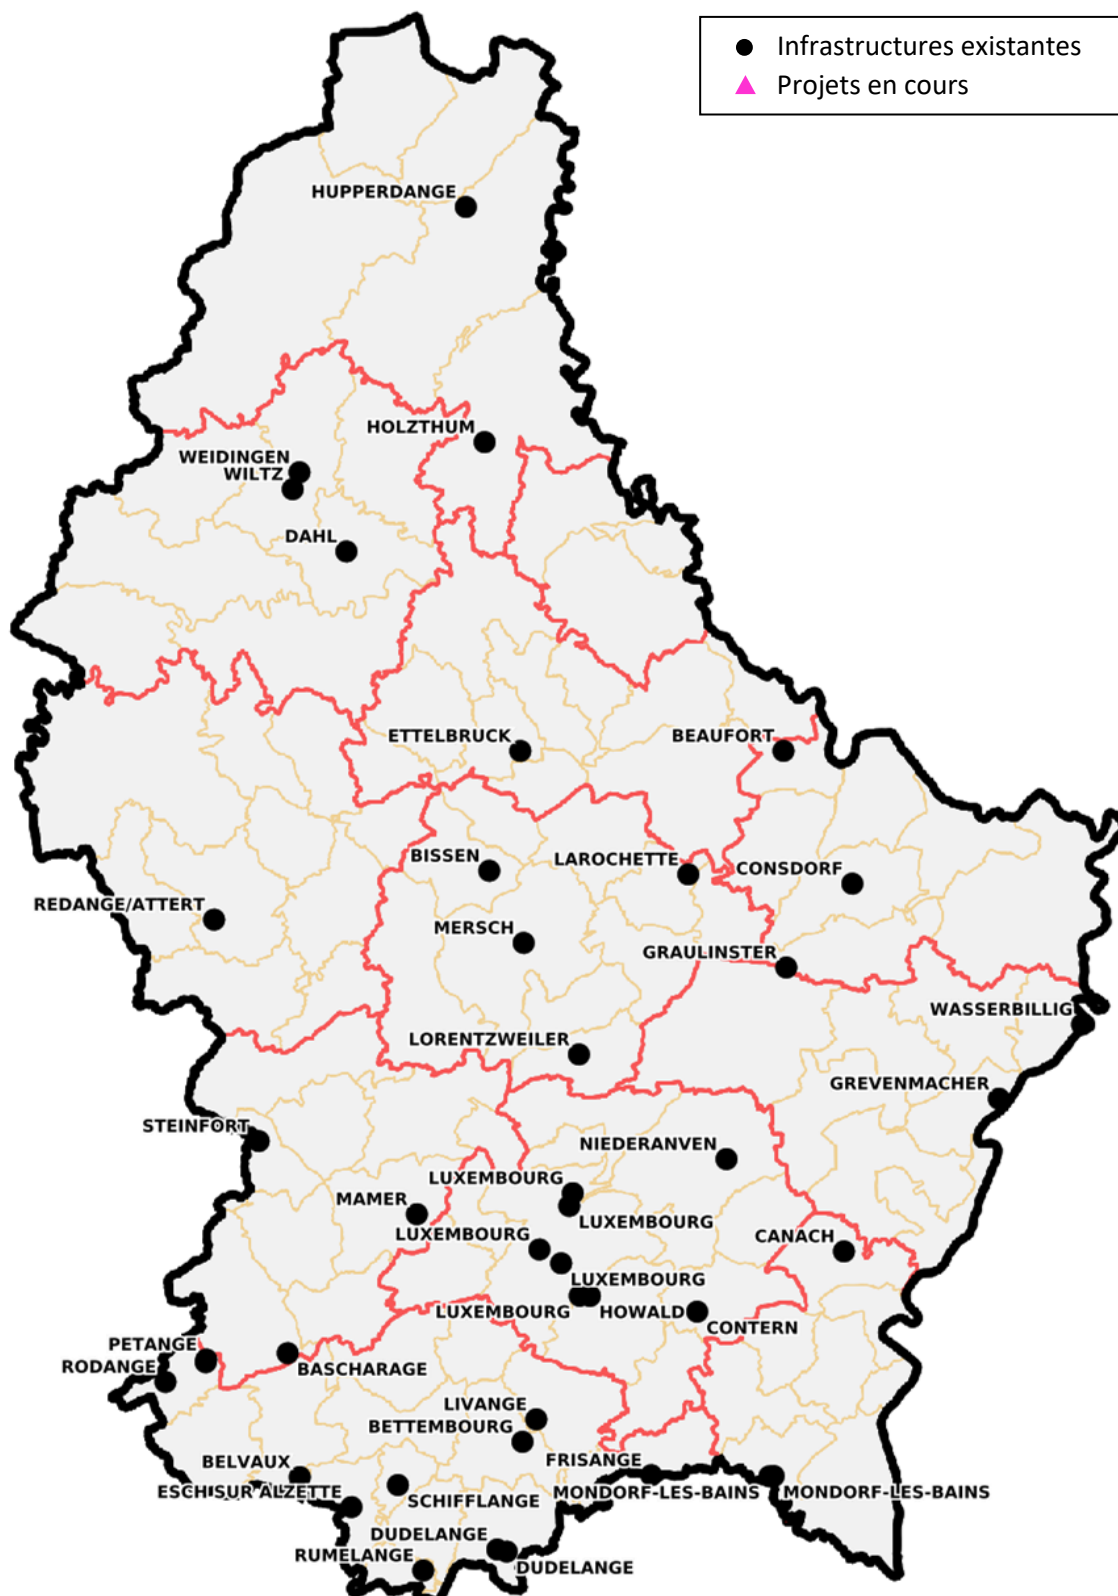 Infrastructures existantes
Projets en cours
HUPPERDANGE
HOLZTHUM
WEIDINGEN
WILTZ
DAHL
ETTELBRUCK
BEAUFORT
BISSEN
LAROCHETTE
CONSDORF
REDANGE/ATTERT
MERSCH
GRAULINSTER
WASSERBILLIG
LORENTZWEILER
GREVENMACHER
STEINFORT
NIEDERANVEN
LUXEMBOURG
MAMER
LUXEMBOURG
LUXEMBOURG
CANACH
LUXEMBOURG
LUXEMBOURG
HOWALD
CONTERN
PETANGE
RODANGE
BASCHARAGE
LIVANGE
BETTEMBOURG
BELVAUX
FRISANGE
ESCH SUR ALZETTE
SCHIFFLANGE
MONDORF-LES-BAINS
MONDORF-LES-BAINS
DUDELANGE
RUMELANGE
DUDELANGE